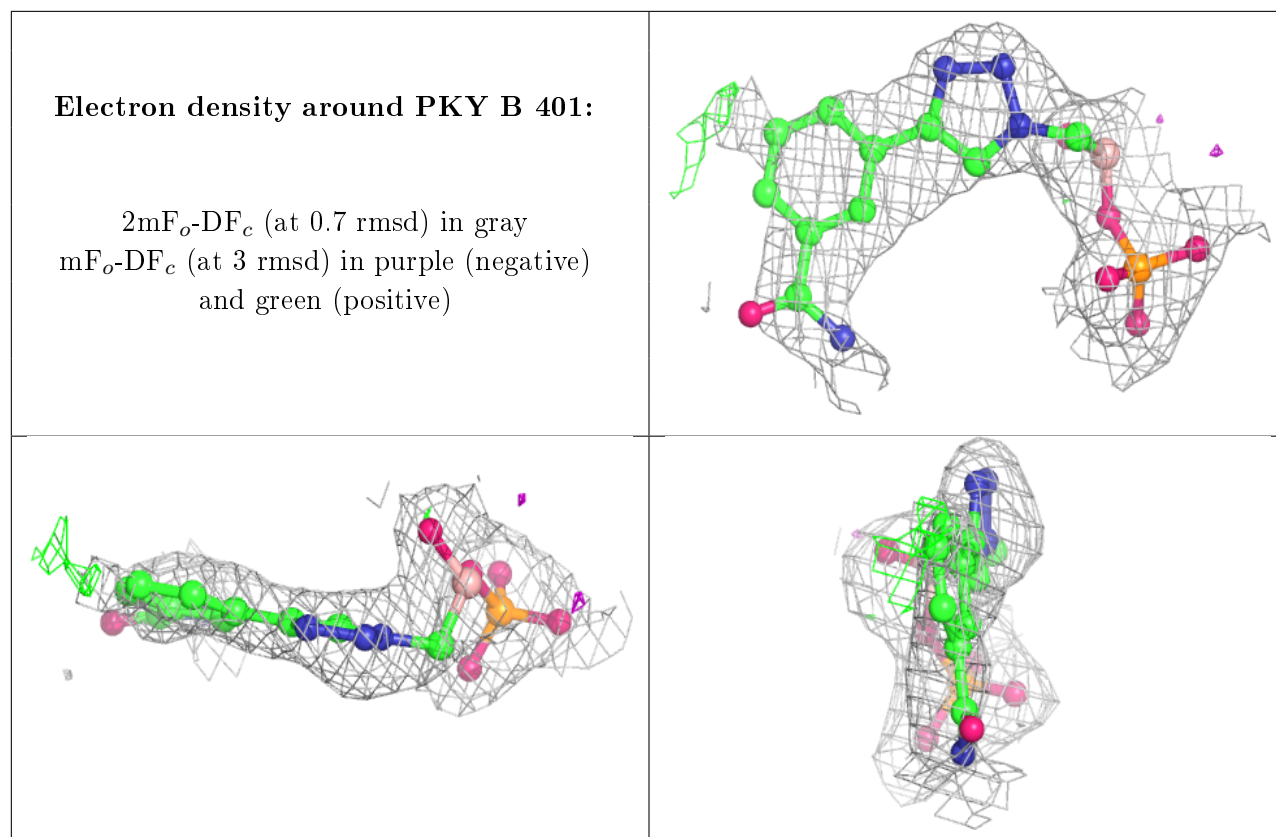 Electron density around PKY B 401:
2mFₒ-DF𝒸 (at 0.7 rmsd) in gray
mFₒ-DF𝒸 (at 3 rmsd) in purple (negative)
and green (positive)